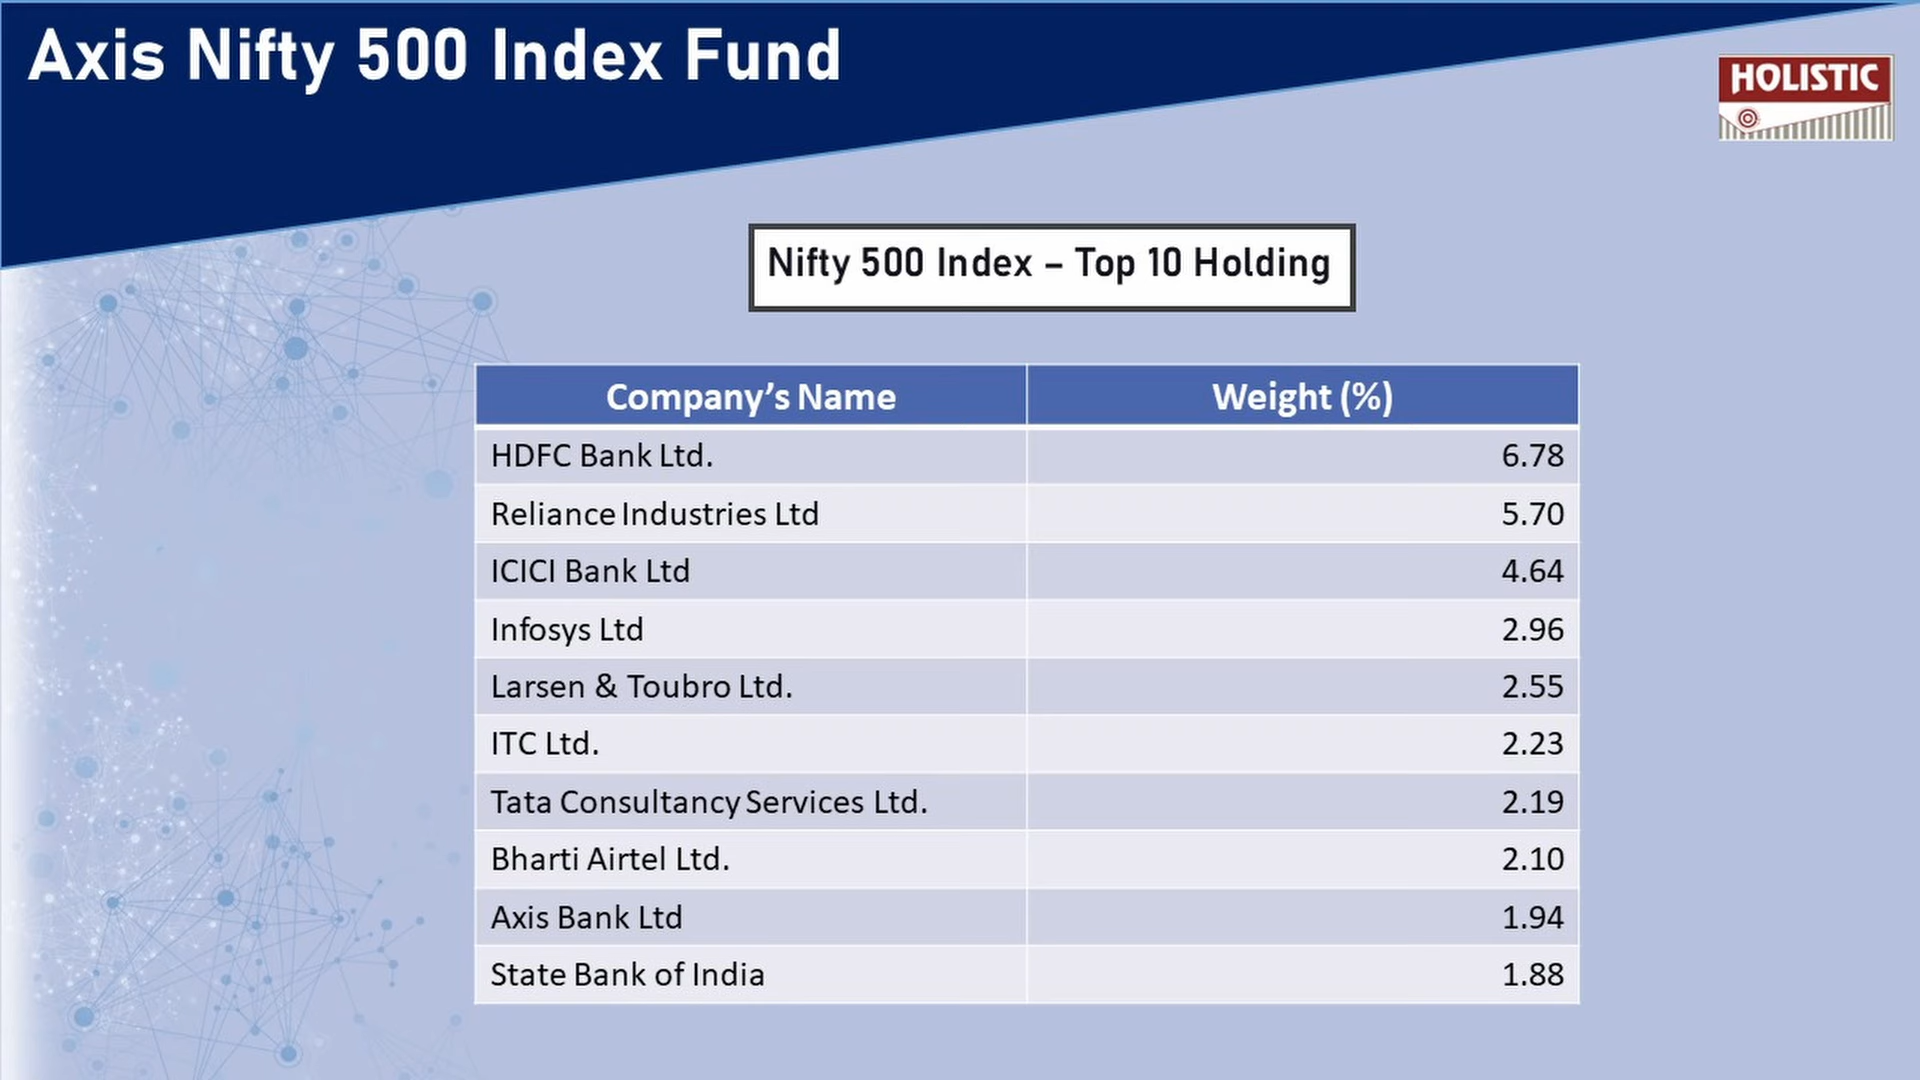 Axis Nifty 500 Index Fund
HOLISTIC
Nifty 500 Index – Top 10 Holding
Company’s Name Weight (%)
HDFC Bank Ltd. 6.78
Reliance Industries Ltd 5.70
ICICI Bank Ltd 4.64
Infosys Ltd 2.96
Larsen & Toubro Ltd. 2.55
ITC Ltd. 2.23
Tata Consultancy Services Ltd. 2.19
Bharti Airtel Ltd. 2.10
Axis Bank Ltd 1.94
State Bank of India 1.88